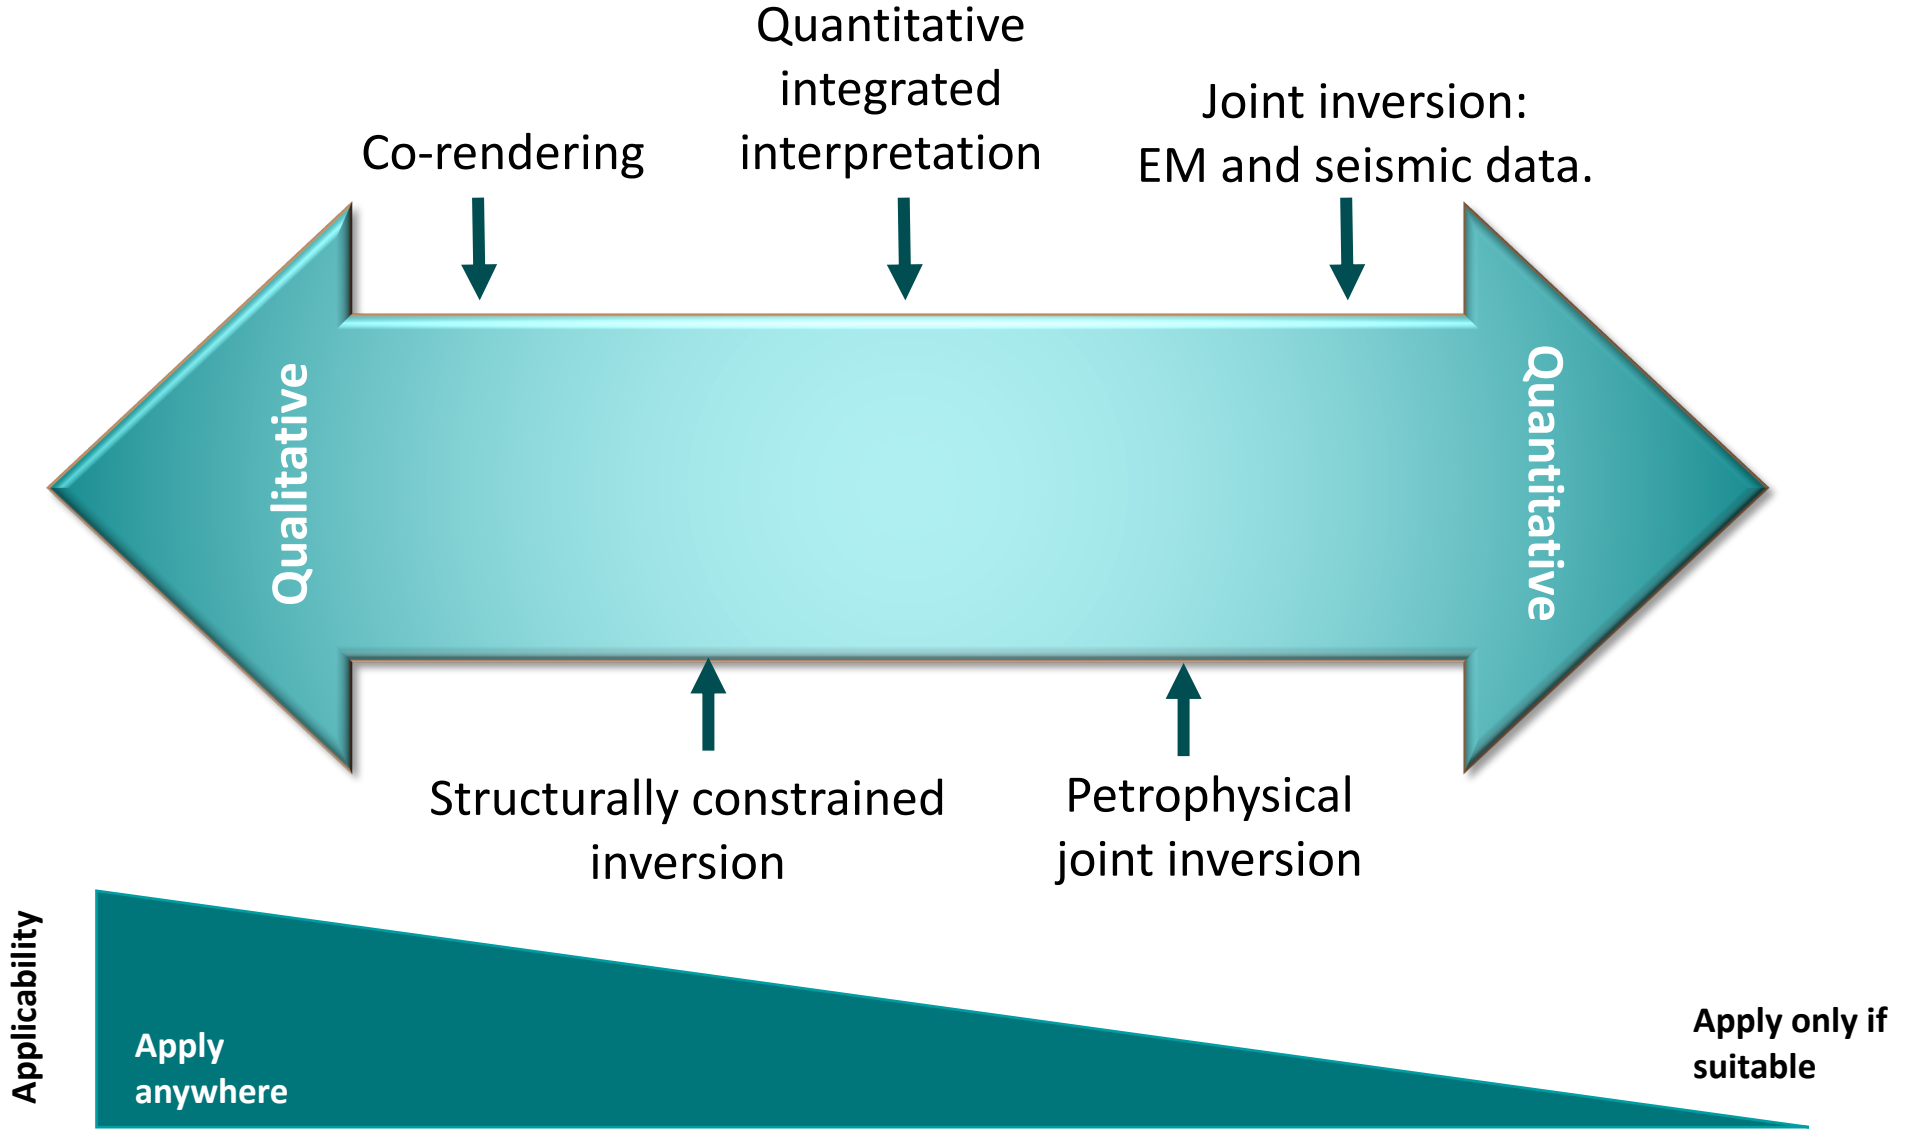 Quantitative
integrated
interpretation
Co-rendering
Joint inversion:
EM and seismic data.
Qualitative
Quantitative
Structurally constrained
inversion
Petrophysical
joint inversion
Applicability
Apply
anywhere
Apply only if
suitable